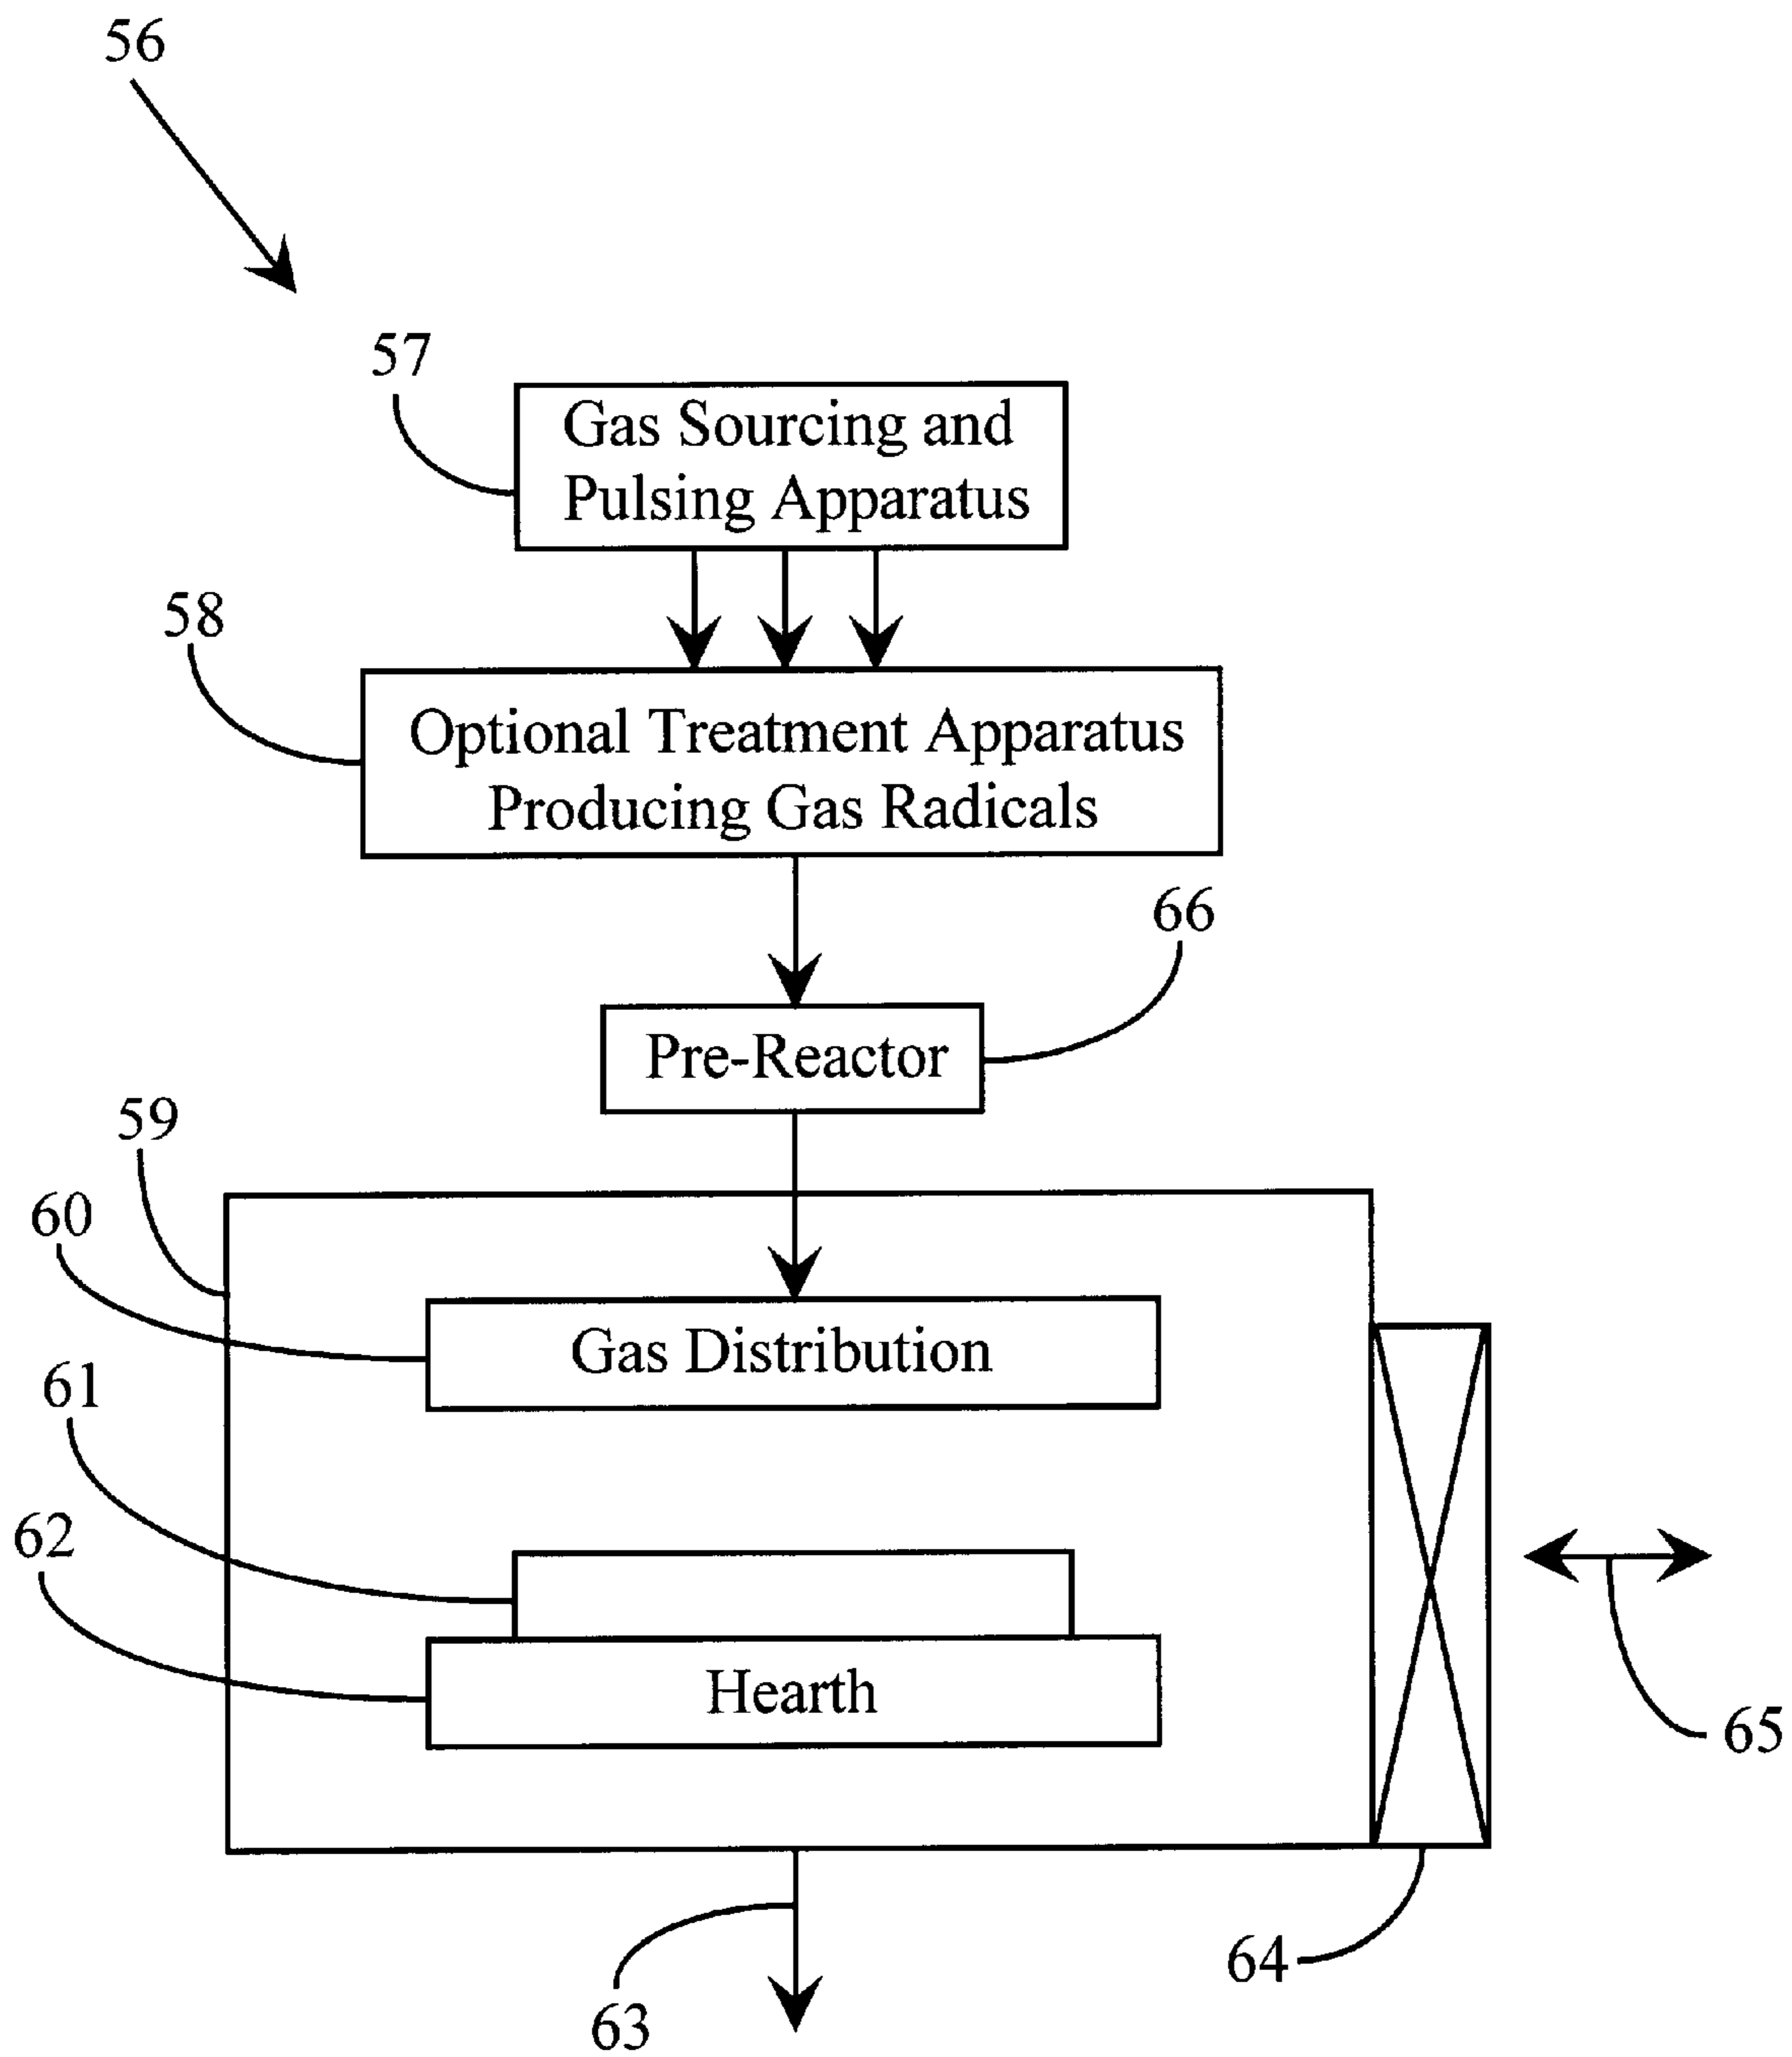 56
57
Gas Sourcing and
Pulsing Apparatus
58
Optional Treatment Apparatus
Producing Gas Radicals
66
Pre-Reactor
59
60
Gas Distribution
61
62
Hearth
65
64
63